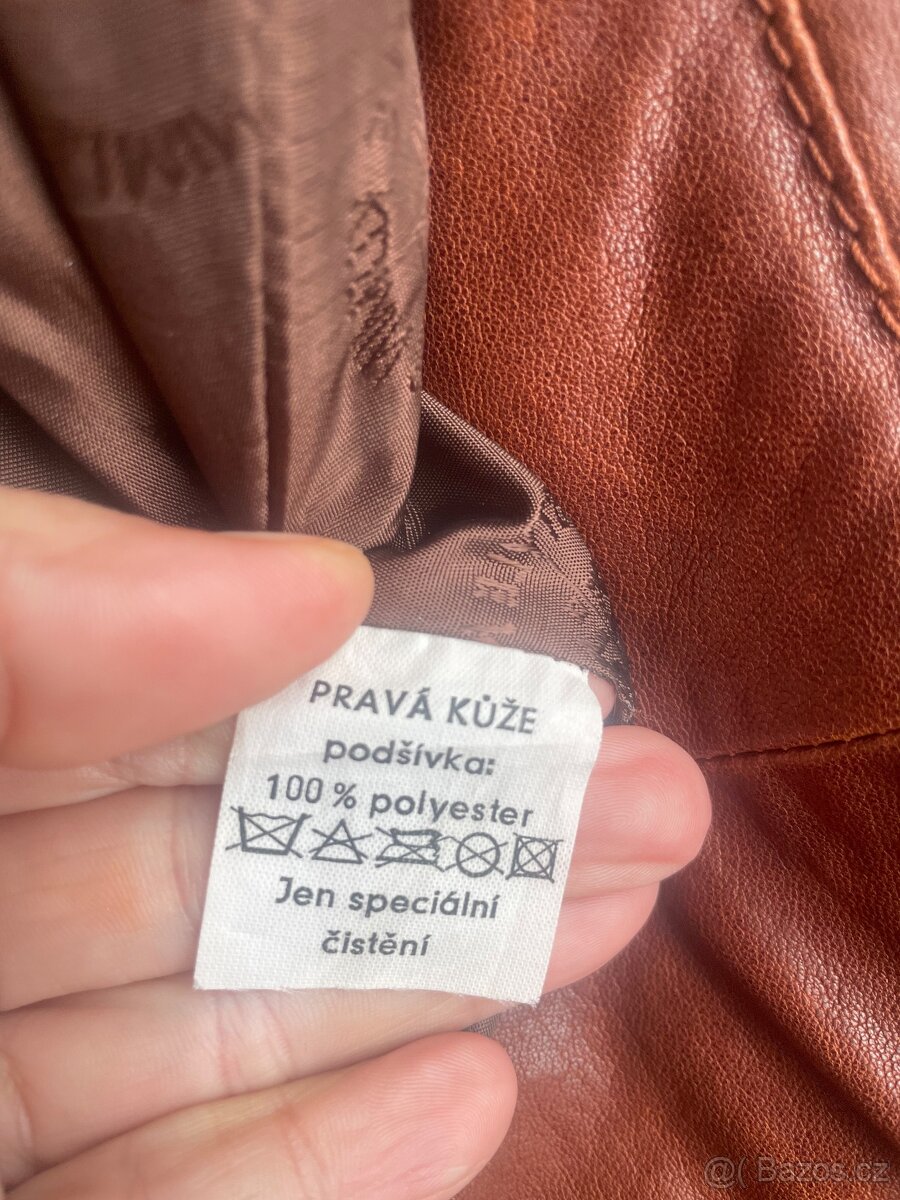 PRAVÁ KŮŽE
podšívka:
100 % polyester
Jen speciální
čistění
@( Bazos.cz